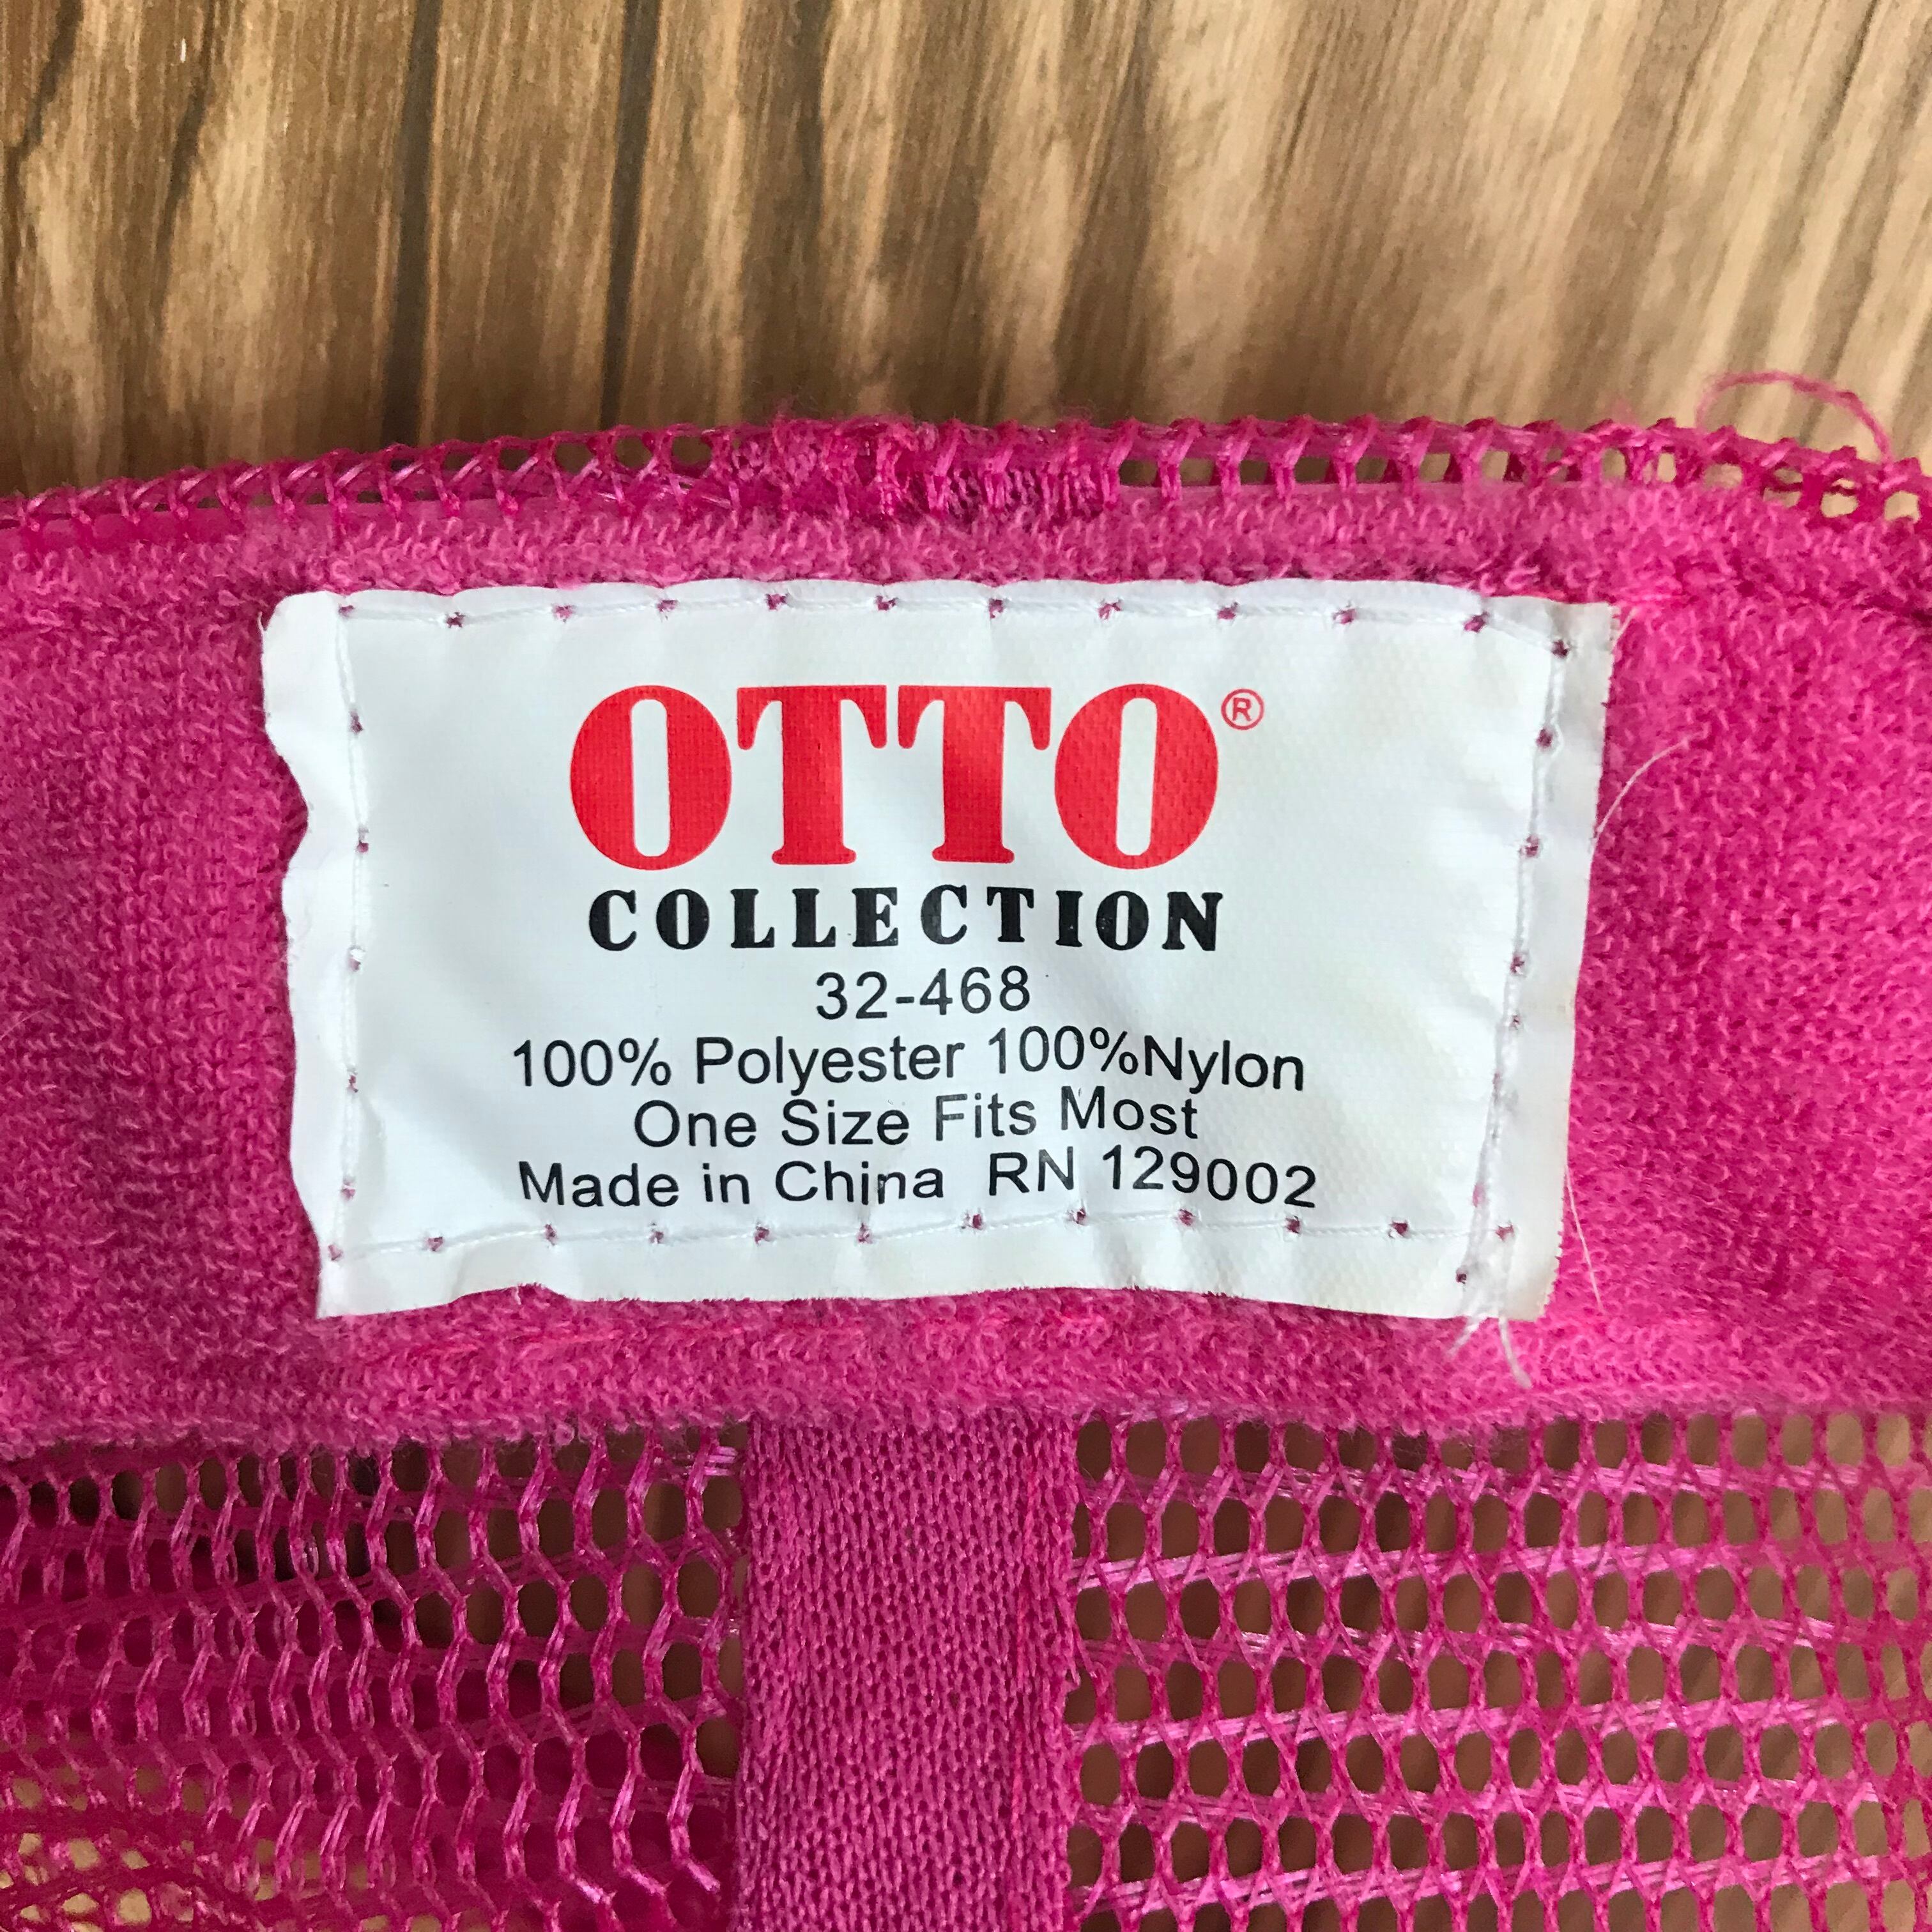 OTTO®
COLLECTION
32-468
100% Polyester 100%Nylon
One Size Fits Most
Made in China RN 129002